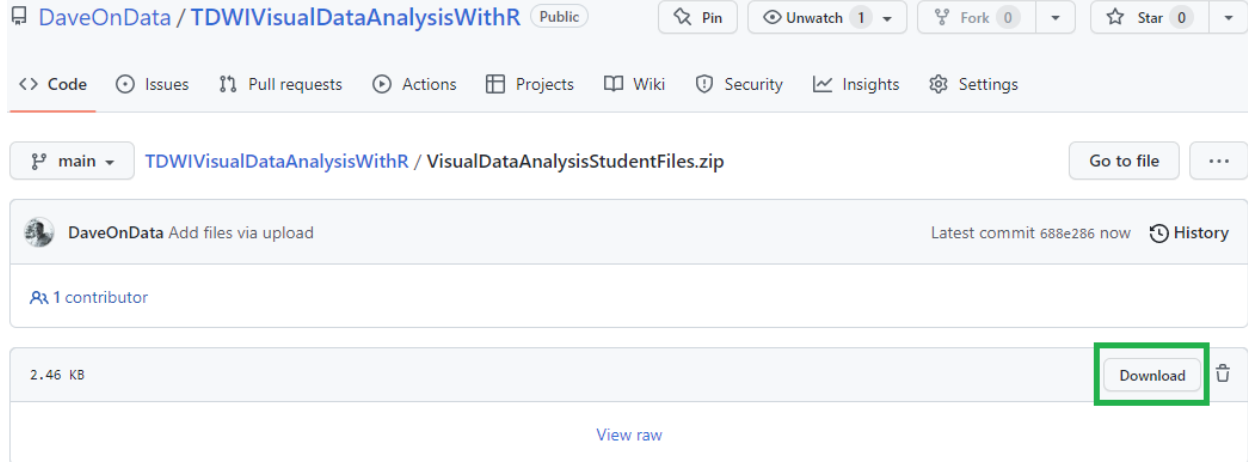 DaveOnData / TDWIVisualDataAnalysisWithR Public Pin Unwatch 1 Fork 0 Star 0
<> Code Issues Pull requests Actions Projects Wiki Security Insights Settings
main TDWIVisualDataAnalysisWithR / VisualDataAnalysisStudentFiles.zip Go to file ...
DaveOnData Add files via upload Latest commit 688e286 now History
1 contributor
2.46 KB Download
View raw